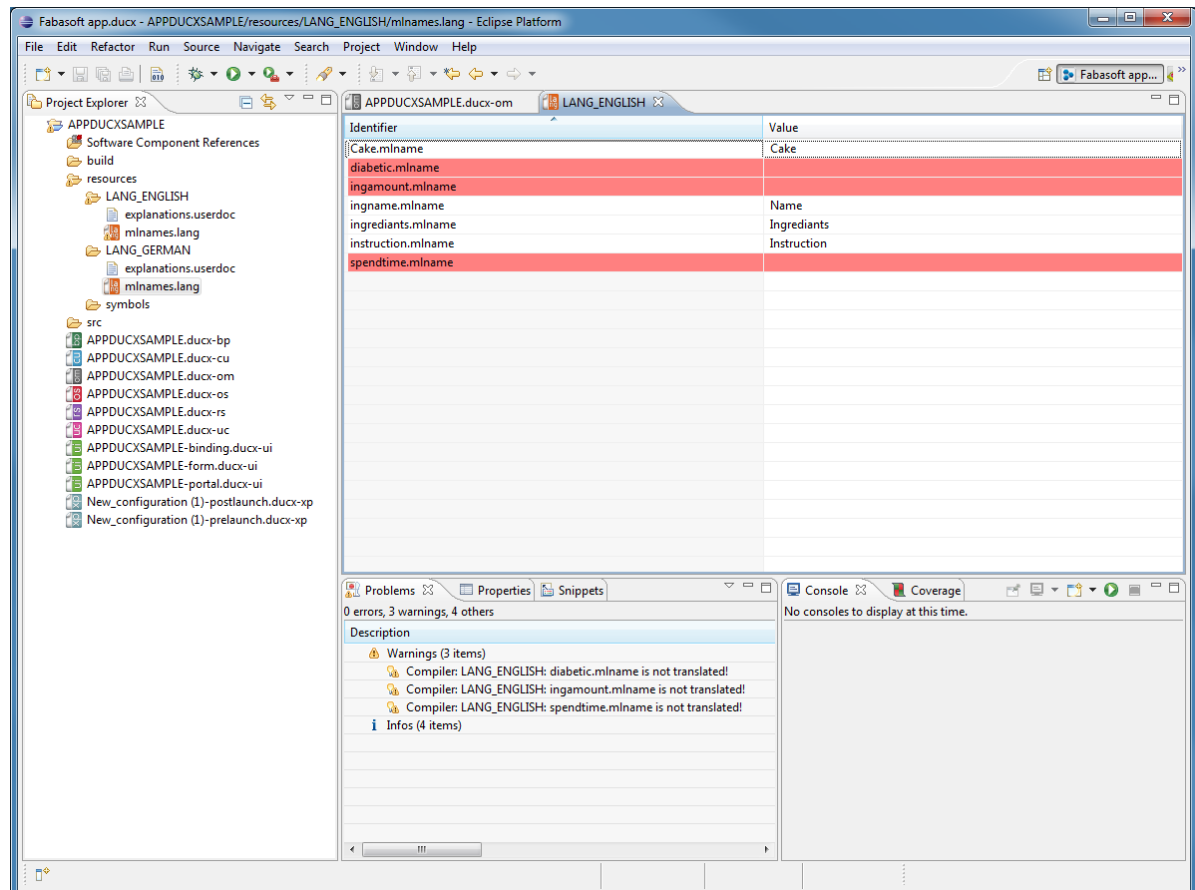 Fabasoft app.ducx - APPDUCXSAMPLE/resources/LANG_ENGLISH/mlnames.lang - Eclipse Platform
File Edit Refactor Run Source Navigate Search Project Window Help
Fabasoft app...
Project Explorer
APPDUCXSAMPLE
Software Component References
build
resources
LANG_ENGLISH
explanations.userdoc
mlnames.lang
LANG_GERMAN
explanations.userdoc
mlnames.lang
symbols
src
APPDUCXSAMPLE.ducx-bp
APPDUCXSAMPLE.ducx-cu
APPDUCXSAMPLE.ducx-om
APPDUCXSAMPLE.ducx-os
APPDUCXSAMPLE.ducx-rs
APPDUCXSAMPLE.ducx-uc
APPDUCXSAMPLE-binding.ducx-ui
APPDUCXSAMPLE-form.ducx-ui
APPDUCXSAMPLE-portal.ducx-ui
New_configuration (1)-postlaunch.ducx-xp
New_configuration (1)-prelaunch.ducx-xp
APPDUCXSAMPLE.ducx-om LANG_ENGLISH
Identifier Value
Cake.mlname Cake
diabetic.mlname
ingamount.mlname
ingname.mlname Name
ingrediants.mlname Ingrediants
instruction.mlname Instruction
spendtime.mlname
Problems Properties Snippets
0 errors, 3 warnings, 4 others
Description
Warnings (3 items)
Compiler: LANG_ENGLISH: diabetic.mlname is not translated!
Compiler: LANG_ENGLISH: ingamount.mlname is not translated!
Compiler: LANG_ENGLISH: spendtime.mlname is not translated!
Infos (4 items)
Console Coverage
No consoles to display at this time.